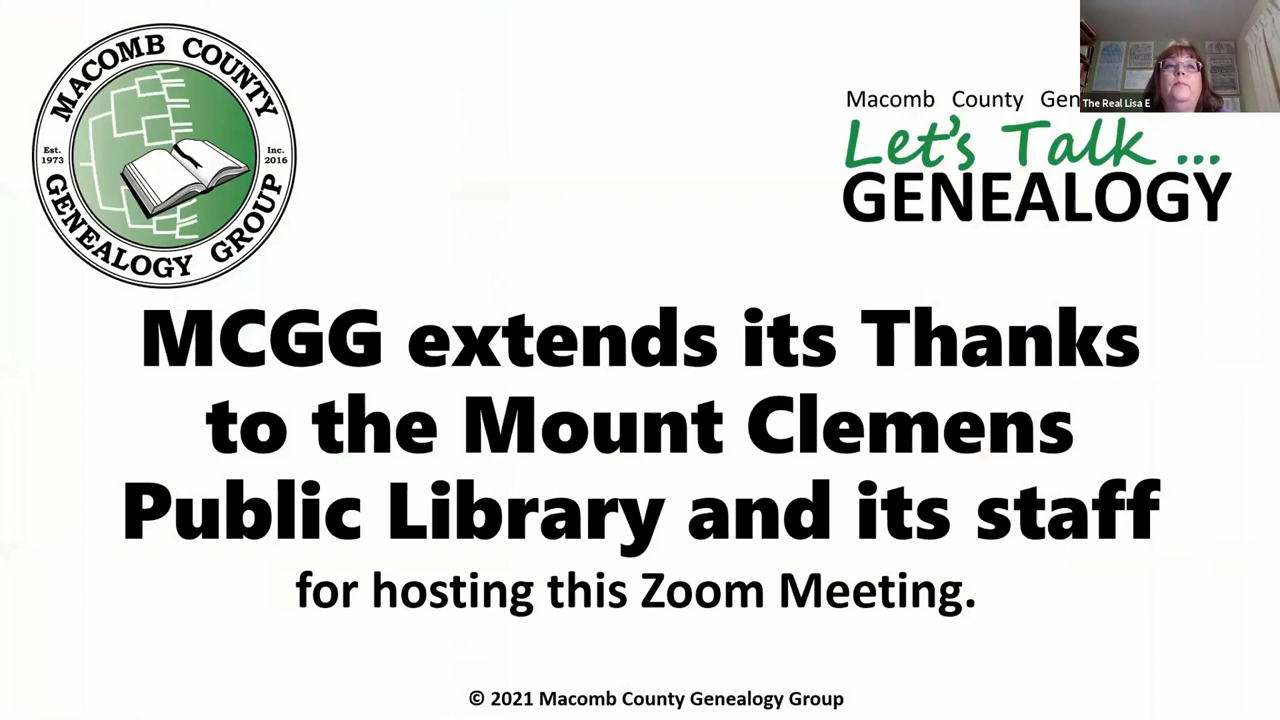 MACOMB COUNTY
Est.
1973
Inc.
2016
GENEALOGY GROUP
The Real Lisa E
Macomb County Gen
Let's Talk ...
GENEALOGY
MCGG extends its Thanks
to the Mount Clemens
Public Library and its staff
for hosting this Zoom Meeting.
© 2021 Macomb County Genealogy Group